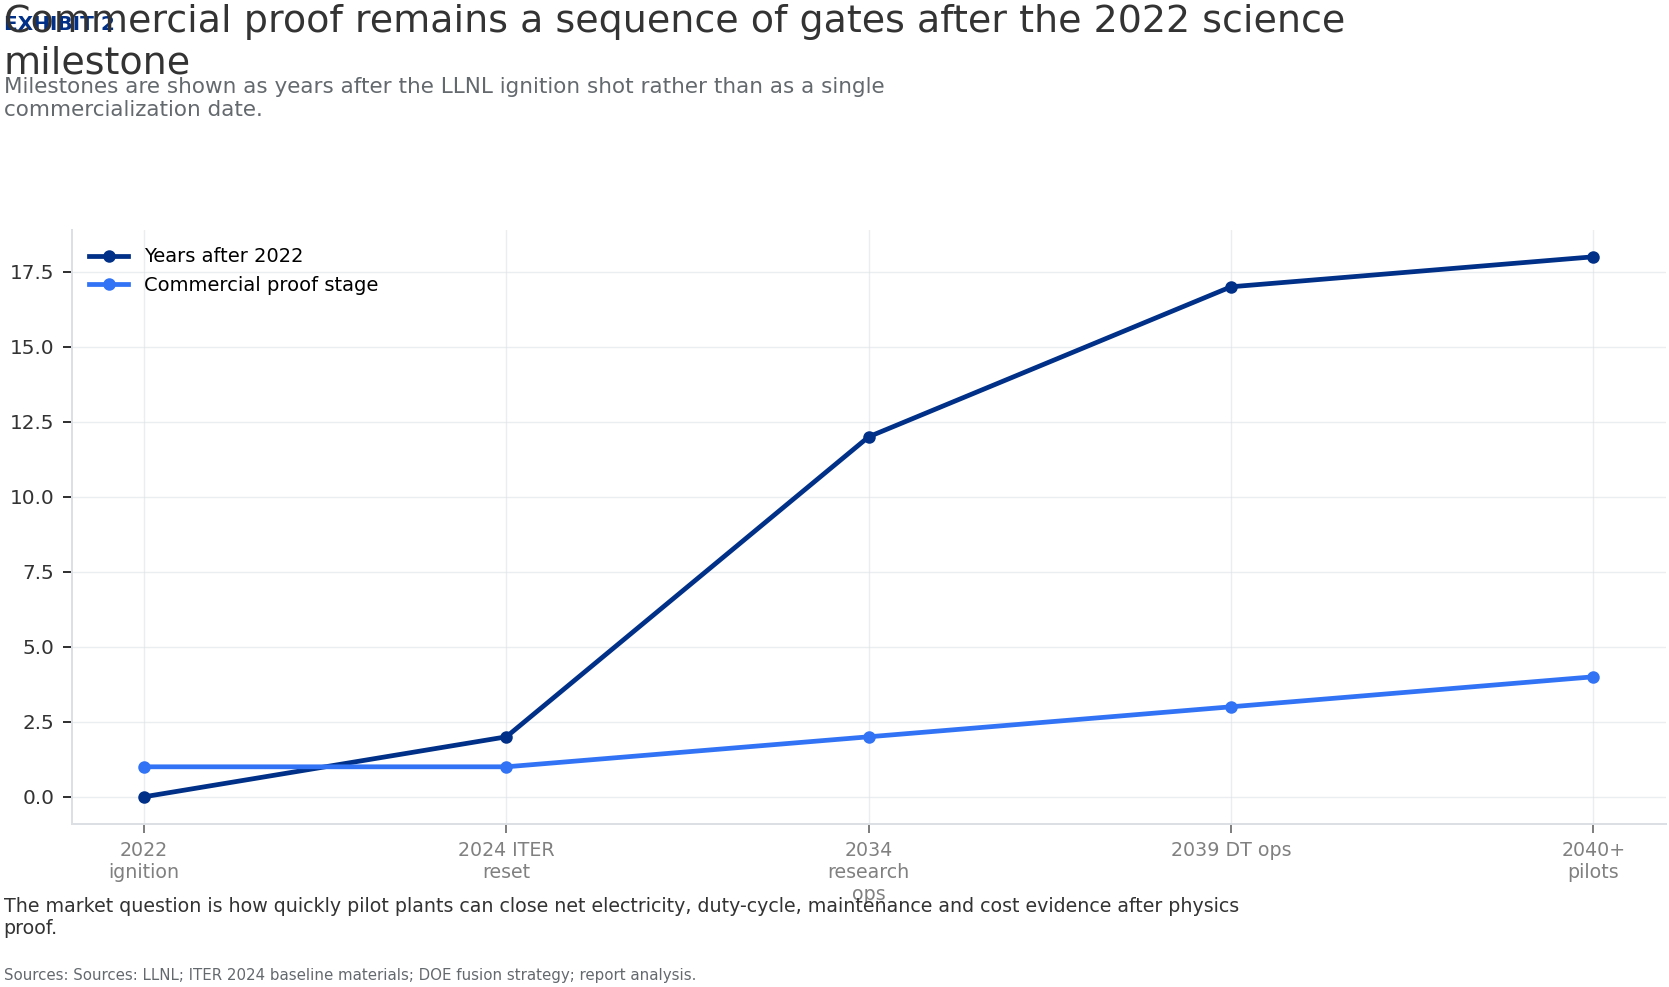 EXHIBIT 2
Commercial proof remains a sequence of gates after the 2022 science
milestone
Milestones are shown as years after the LLNL ignition shot rather than as a single
commercialization date.
Years after 2022
Commercial proof stage
17.5
15.0
12.5
10.0
7.5
5.0
2.5
0.0
2022
ignition
2024 ITER
reset
2034
research
ops
2039 DT ops
2040+
pilots
The market question is how quickly pilot plants can close net electricity, duty-cycle, maintenance and cost evidence after physics
proof.
Sources: Sources: LLNL; ITER 2024 baseline materials; DOE fusion strategy; report analysis.